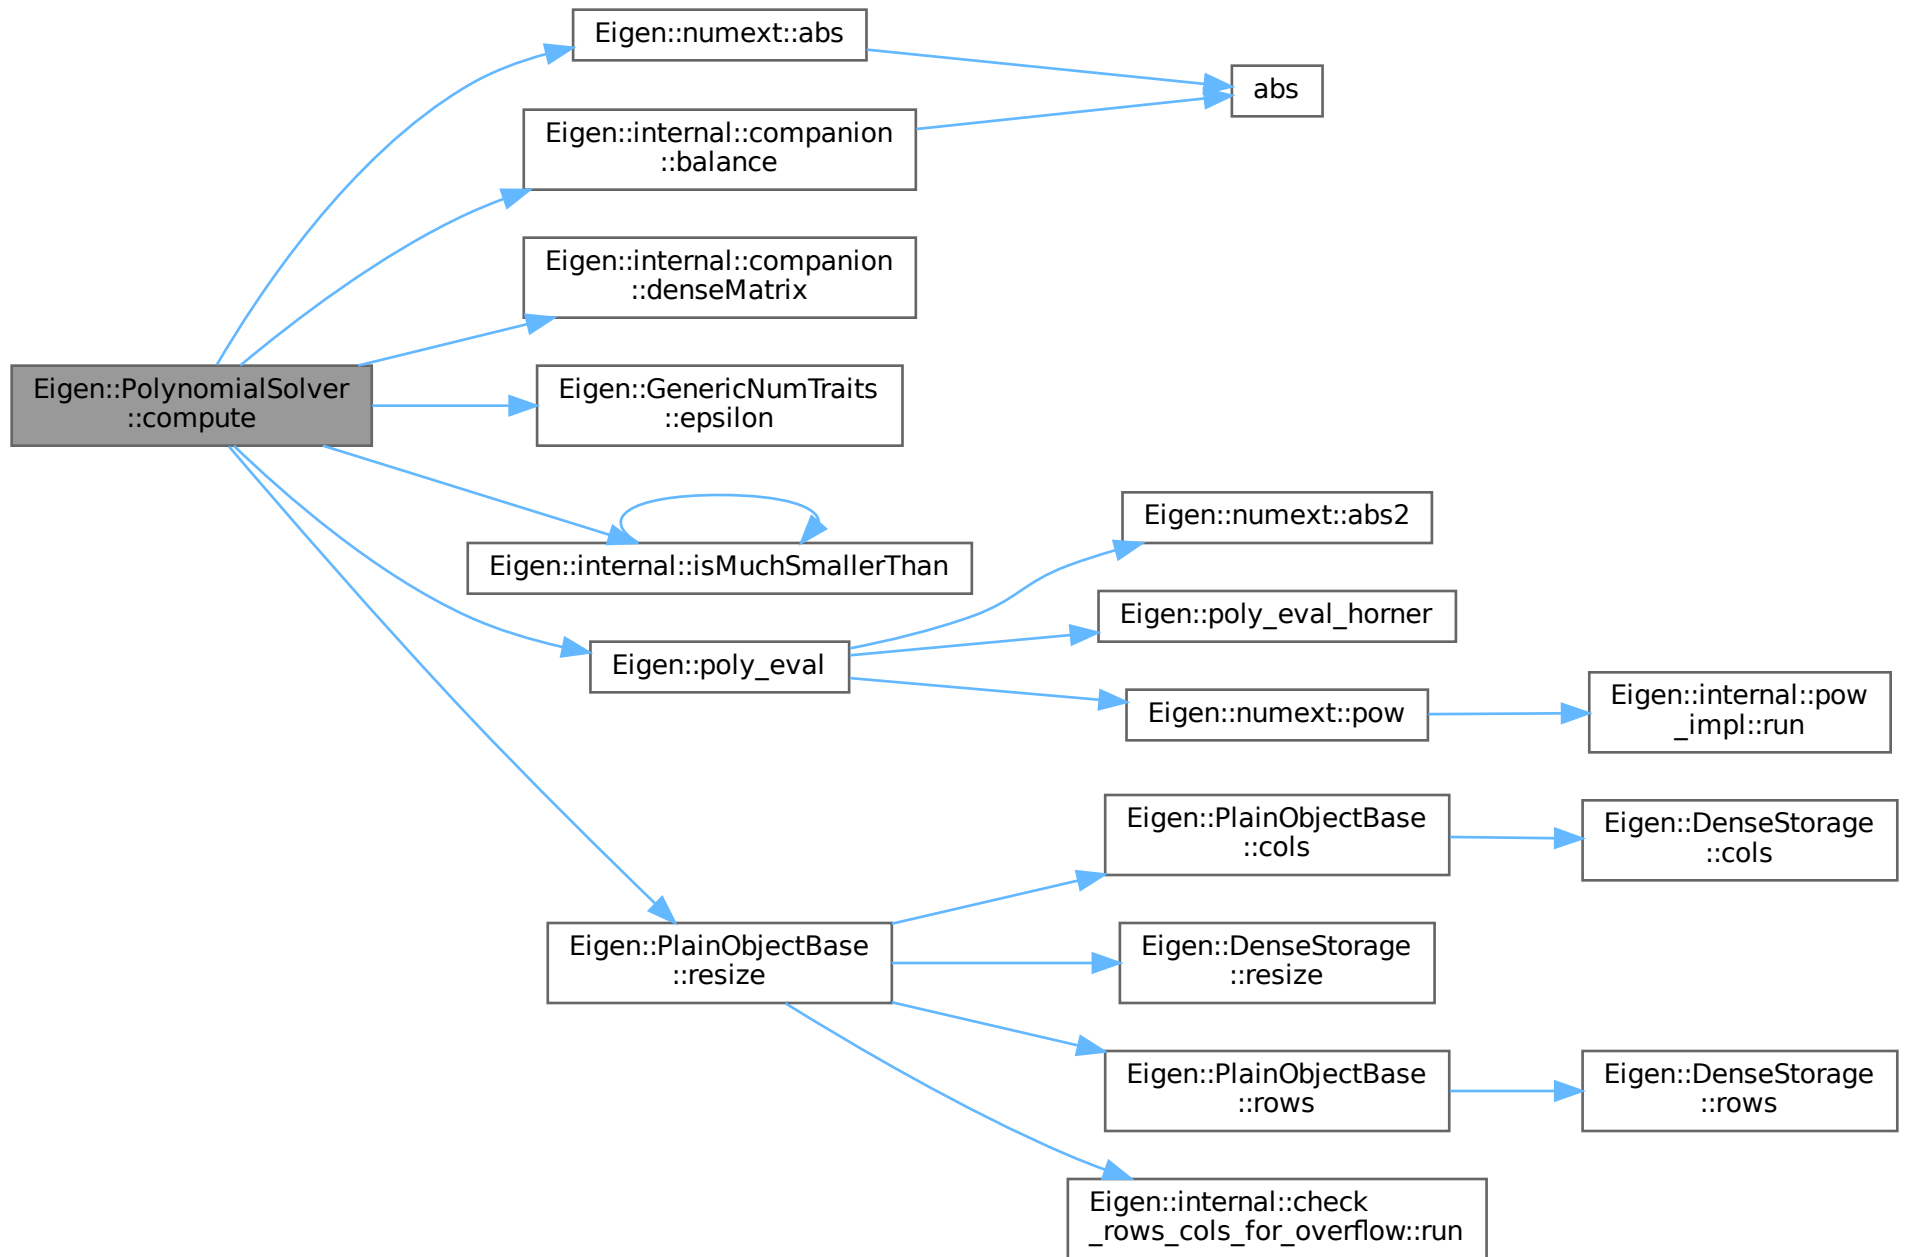 Eigen::numext::abs
abs
Eigen::internal::companion
::balance
Eigen::internal::companion
::denseMatrix
Eigen::PolynomialSolver
::compute
Eigen::GenericNumTraits
::epsilon
Eigen::internal::isMuchSmallerThan
Eigen::numext::abs2
Eigen::poly_eval_horner
Eigen::poly_eval
Eigen::numext::pow
Eigen::internal::pow
_impl::run
Eigen::PlainObjectBase
::cols
Eigen::DenseStorage
::cols
Eigen::PlainObjectBase
::resize
Eigen::DenseStorage
::resize
Eigen::PlainObjectBase
::rows
Eigen::DenseStorage
::rows
Eigen::internal::check
_rows_cols_for_overflow::run